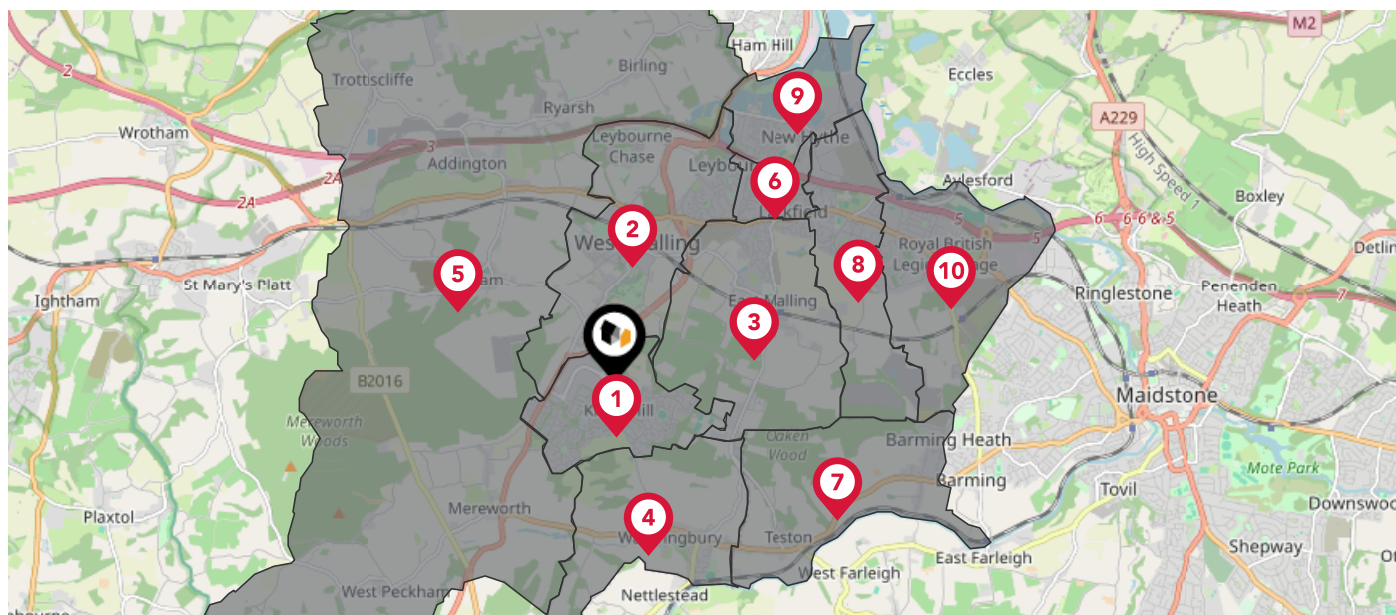 M2
Ham Hill
2
Trottiscliffe
Birling
Eccles
9
Ryarsh
A229
Wrotham
Leybourne
Chase
New Hythe
High Speed 1
3
Addington
6
Aylesford
2A
2A
Boxley
5
6
6-6 & 5
2
8
5
Royal British
Detlin
5
10
St Mary's Platt
Penenden
Heath
Ightham
East Malling
Ringlestone
7
3
B2016
1
Maidstone
Mereworth
Woods
Oaken
Wood
Barming Heath
Mote Park
7
Barming
Tovil
Mereworth
Downswoo
Plaxtol
4
Teston
Shepway
East Farleigh
West Farleigh
West Peckham
Nettlestead